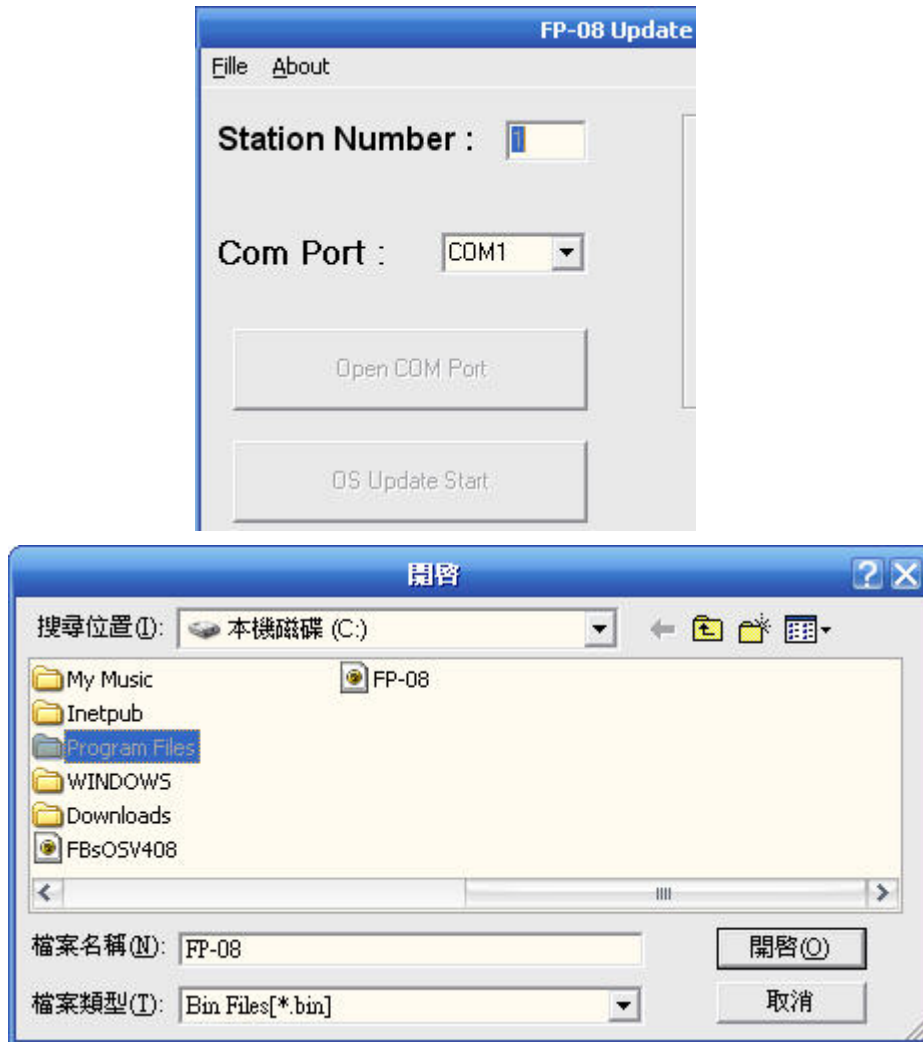 FP-08 Update
Fille About
Station Number : 1
Com Port : COM1
Open COM Port
OS Update Start
開啓
搜尋位置(I): 本機磁碟 (C:)
My Music FP-08
Inetpub
Program Files
WINDOWS
Downloads
FBsOSV408
檔案名稱(N): FP-08 開啓(O)
檔案類型(T): Bin Files[*.bin] 取消